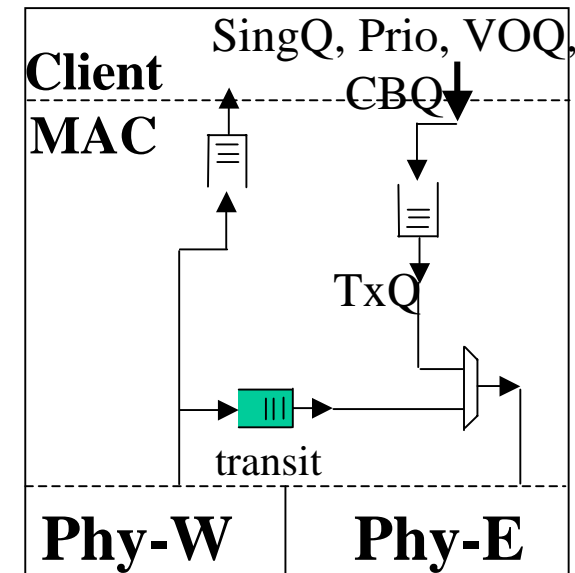 SingQ, Prio, VOQ,
Client
CBQ
MAC
TxQ
transit
Phy-W
Phy-E